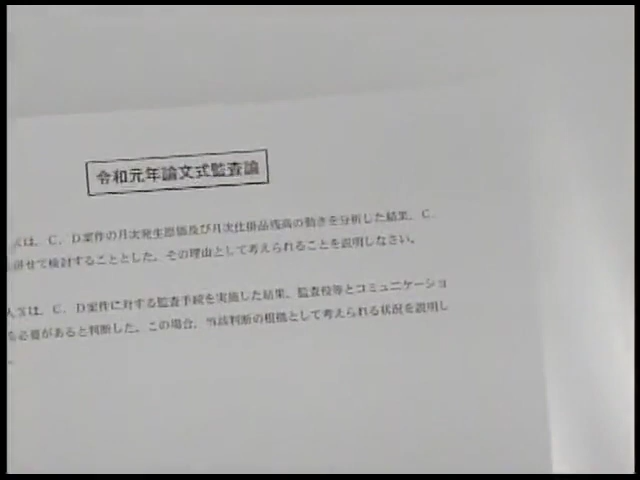 令和元年論文式監査論
は、C、D案件の月次発生原価及び月次仕掛品残高の動きを分析した結果、C、
併せて検討することとした。その理由として考えられることを説明しなさい。
人等は、C、D案件に対する監査手続を実施した結果、監査役等とコミュニケーショ
必要があると判断した。この場合、当該判断の根拠として考えられる状況を説明し